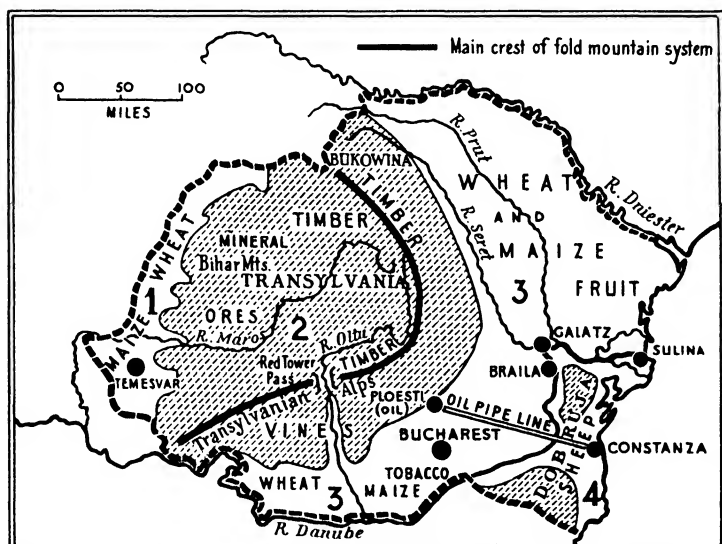 Main crest of fold mountain system
0 50 100
MILES
BUKOWINA
R. Prut
WHEAT
AND
MAIZE
R. Dniester
TIMBER
TIMBER
R. Seret
WHEAT
MINERAL
Bihar Mts.
TRANSYLVANIA
FRUIT
1
3
ORES
2
MAIZE
R. Maros
R. Oltu
GALATZ
SULINA
TEMESVAR
Red Tower
Pass
TIMBER
BRAILA
Transylvanian Alps
PLOESTI
(OIL)
OIL PIPE LINE
DOBRUJA
SHEEP
VINES
BUCHAREST
CONSTANZA
WHEAT
3
MAIZE
TOBACCO
4
R. Danube